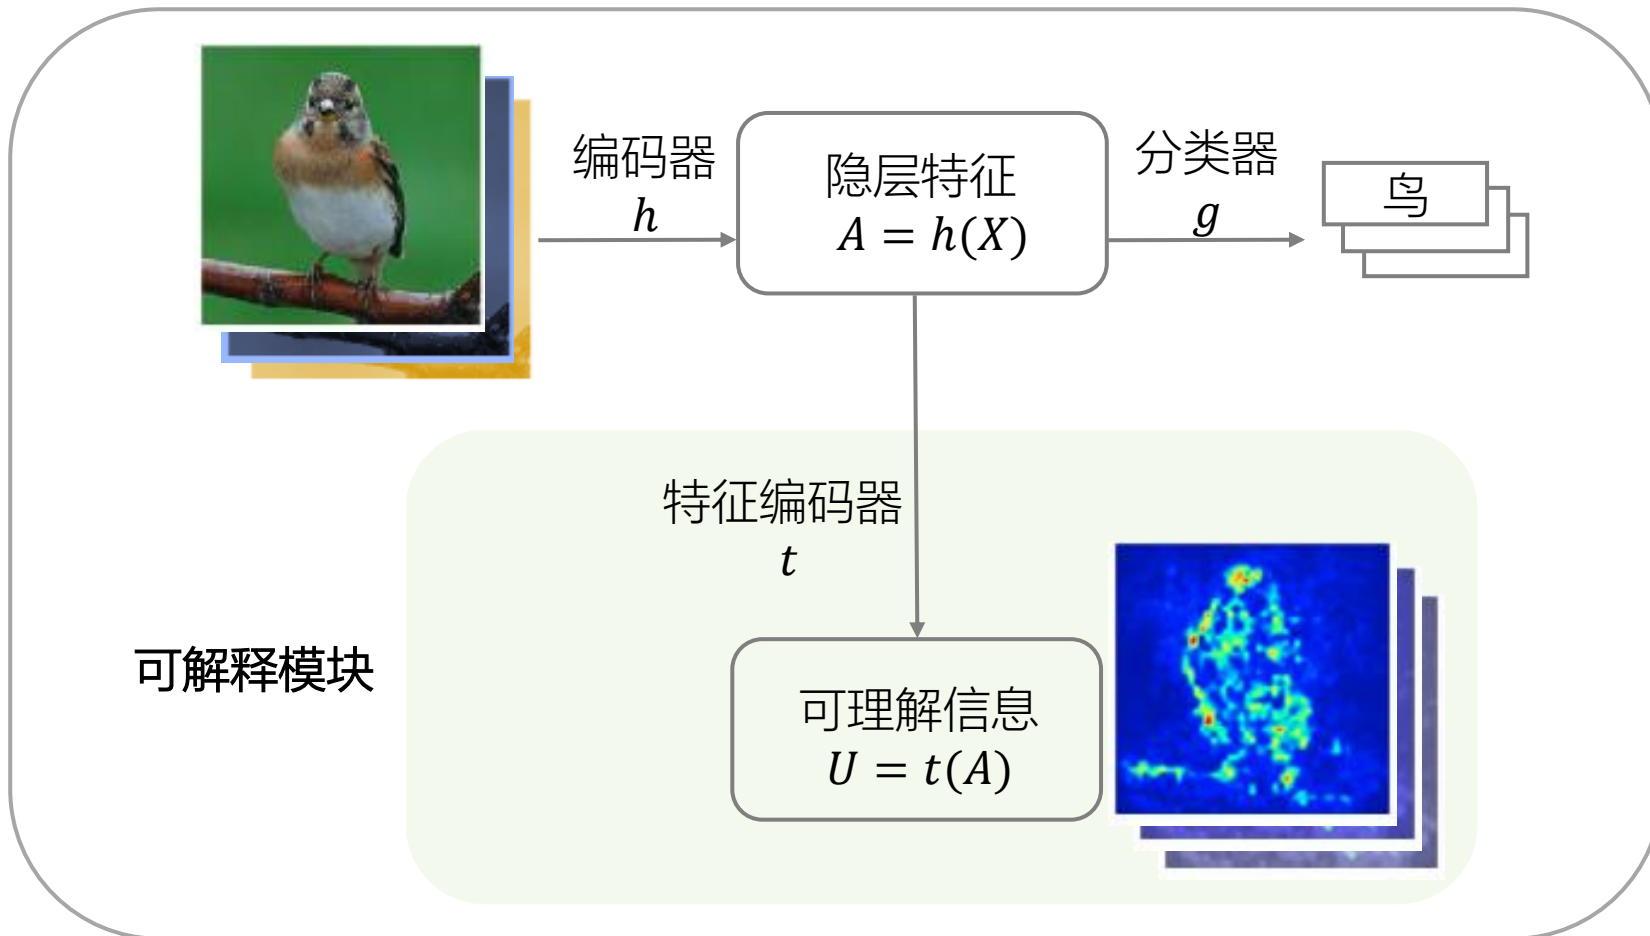 编码器
h
隐层特征
A = h(X)
分类器
g
鸟
特征编码器
t
可解释模块
可理解信息
U = t(A)